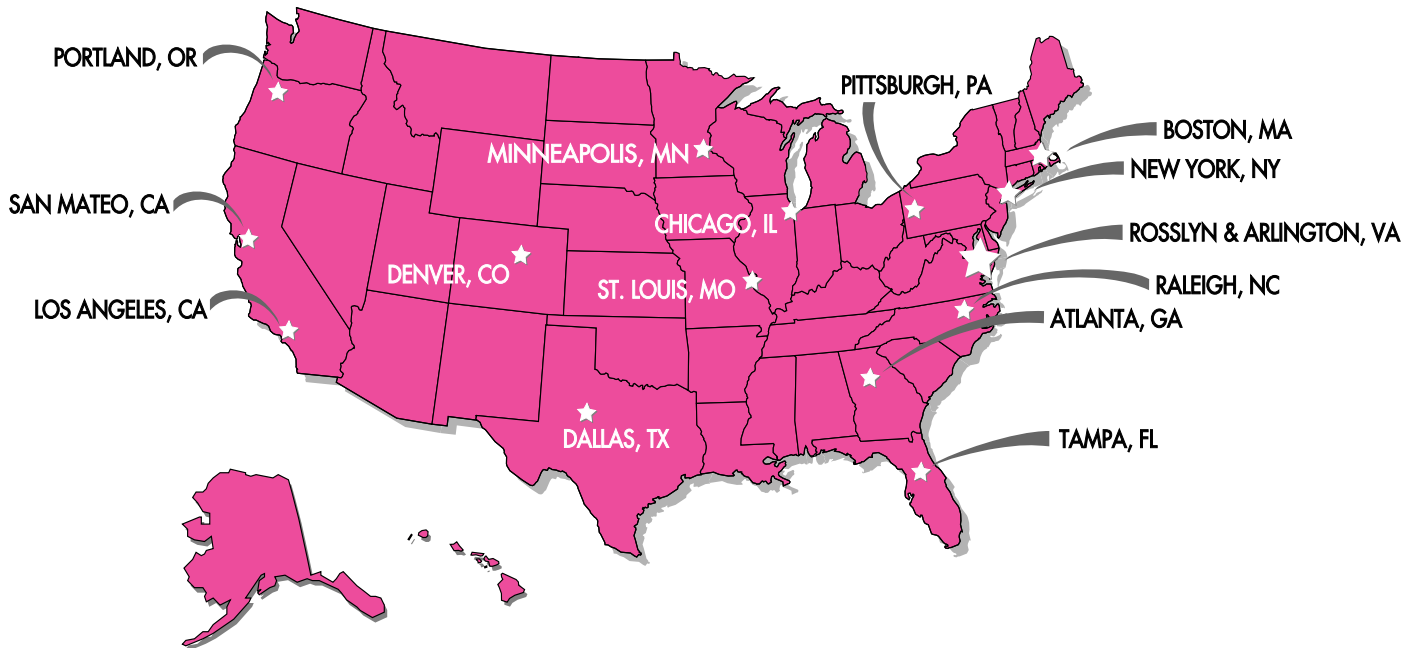 PORTLAND, OR
PITTSBURGH, PA
BOSTON, MA
MINNEAPOLIS, MN
NEW YORK, NY
SAN MATEO, CA
CHICAGO, IL
ROSSLYN & ARLINGTON, VA
DENVER, CO
ST. LOUIS, MO
RALEIGH, NC
LOS ANGELES, CA
ATLANTA, GA
DALLAS, TX
TAMPA, FL